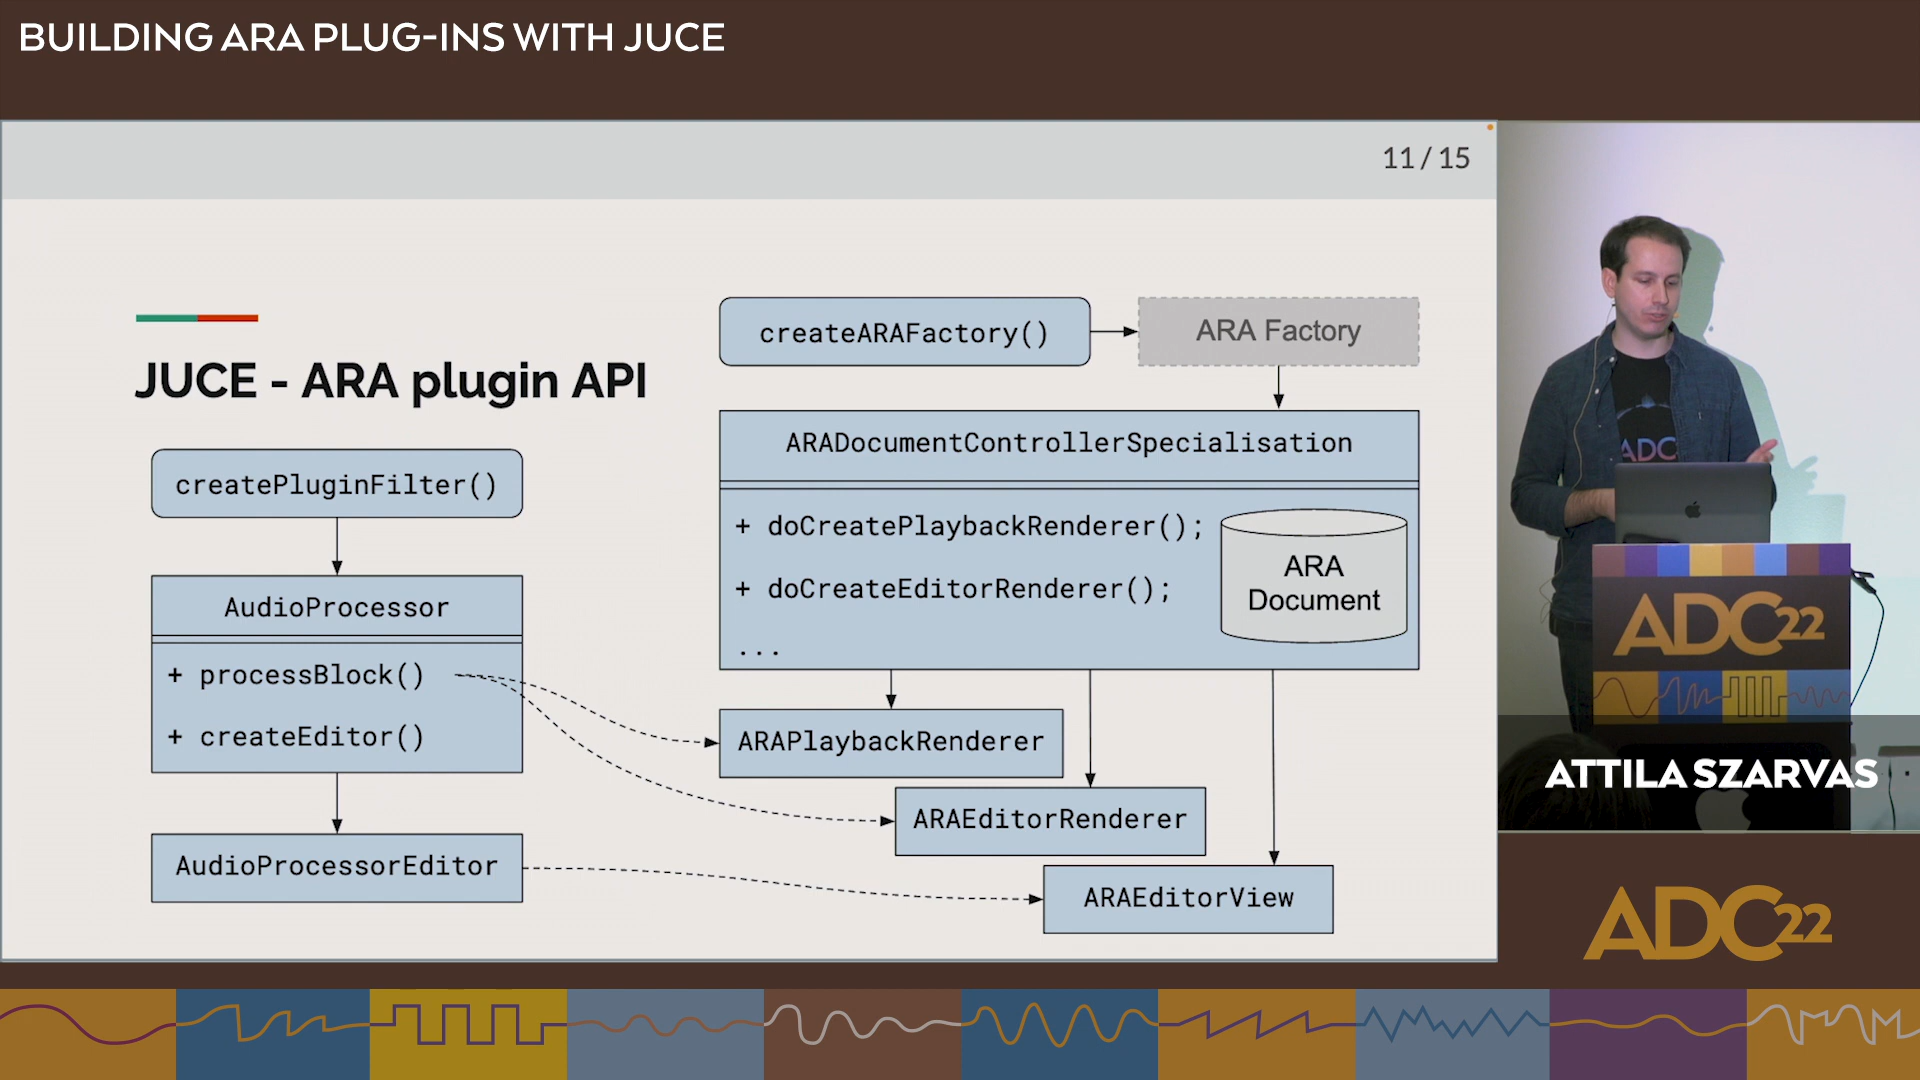 BUILDING ARA PLUG-INS WITH JUCE
11 / 15
JUCE - ARA plugin API
createPluginFilter()
AudioProcessor
+ processBlock()
+ createEditor()
AudioProcessorEditor
createARAFactory()
ARA Factory
ARADocumentControllerSpecialisation
+ doCreatePlaybackRenderer();
+ doCreateEditorRenderer();
...
ARA
Document
ARAPlaybackRenderer
ARAEditorRenderer
ARAEditorView
ADC
ADC22
ATTILA SZARVAS
ADC22